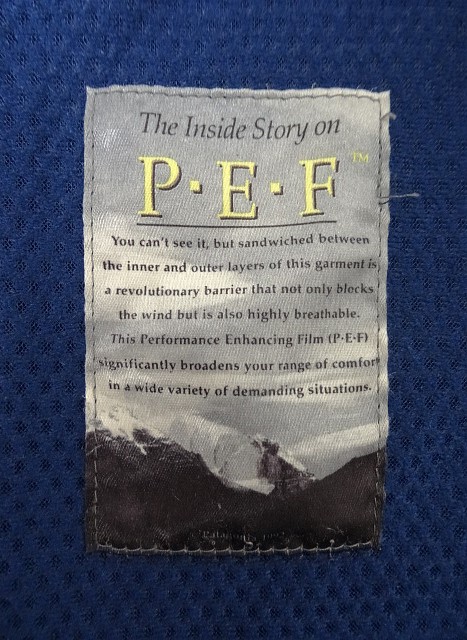 The Inside Story on
P·E·F™
You can't see it, but sandwiched between
the inner and outer layers of this garment is
a revolutionary barrier that not only blocks
the wind but is also highly breathable.
This Performance Enhancing Film (P·E·F)
significantly broadens your range of comfort
in a wide variety of demanding situations.